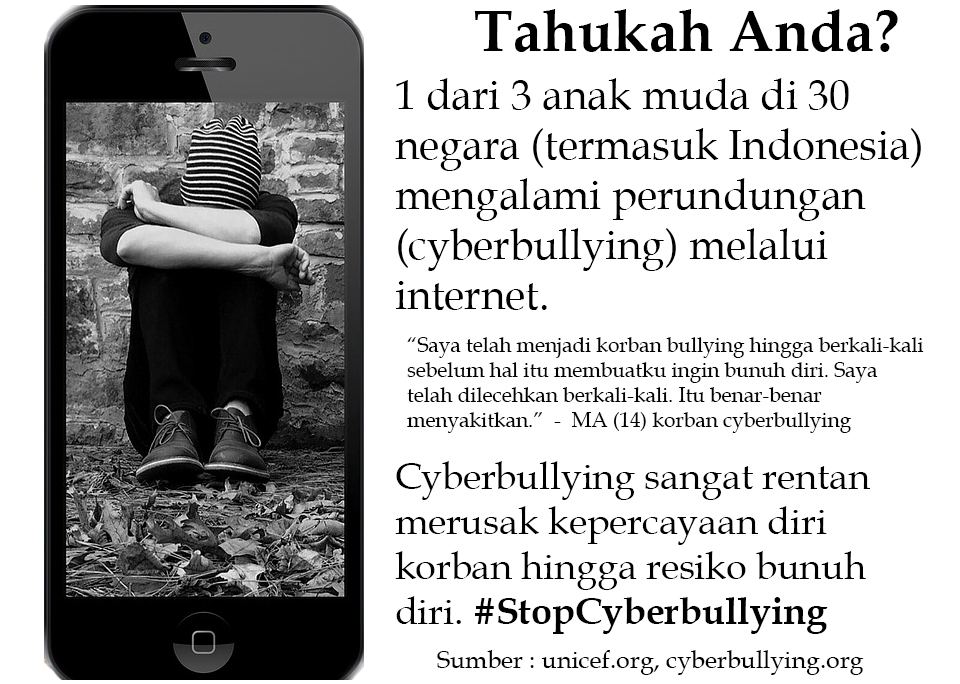 Tahukah Anda?
1 dari 3 anak muda di 30
negara (termasuk Indonesia)
mengalami perundungan
(cyberbullying) melalui
internet.
“Saya telah menjadi korban bullying hingga berkali-kali
sebelum hal itu membuatku ingin bunuh diri. Saya
telah dilecehkan berkali-kali. Itu benar-benar
menyakitkan.” - MA (14) korban cyberbullying
Cyberbullying sangat rentan
merusak kepercayaan diri
korban hingga resiko bunuh
diri. #StopCyberbullying
Sumber : unicef.org, cyberbullying.org